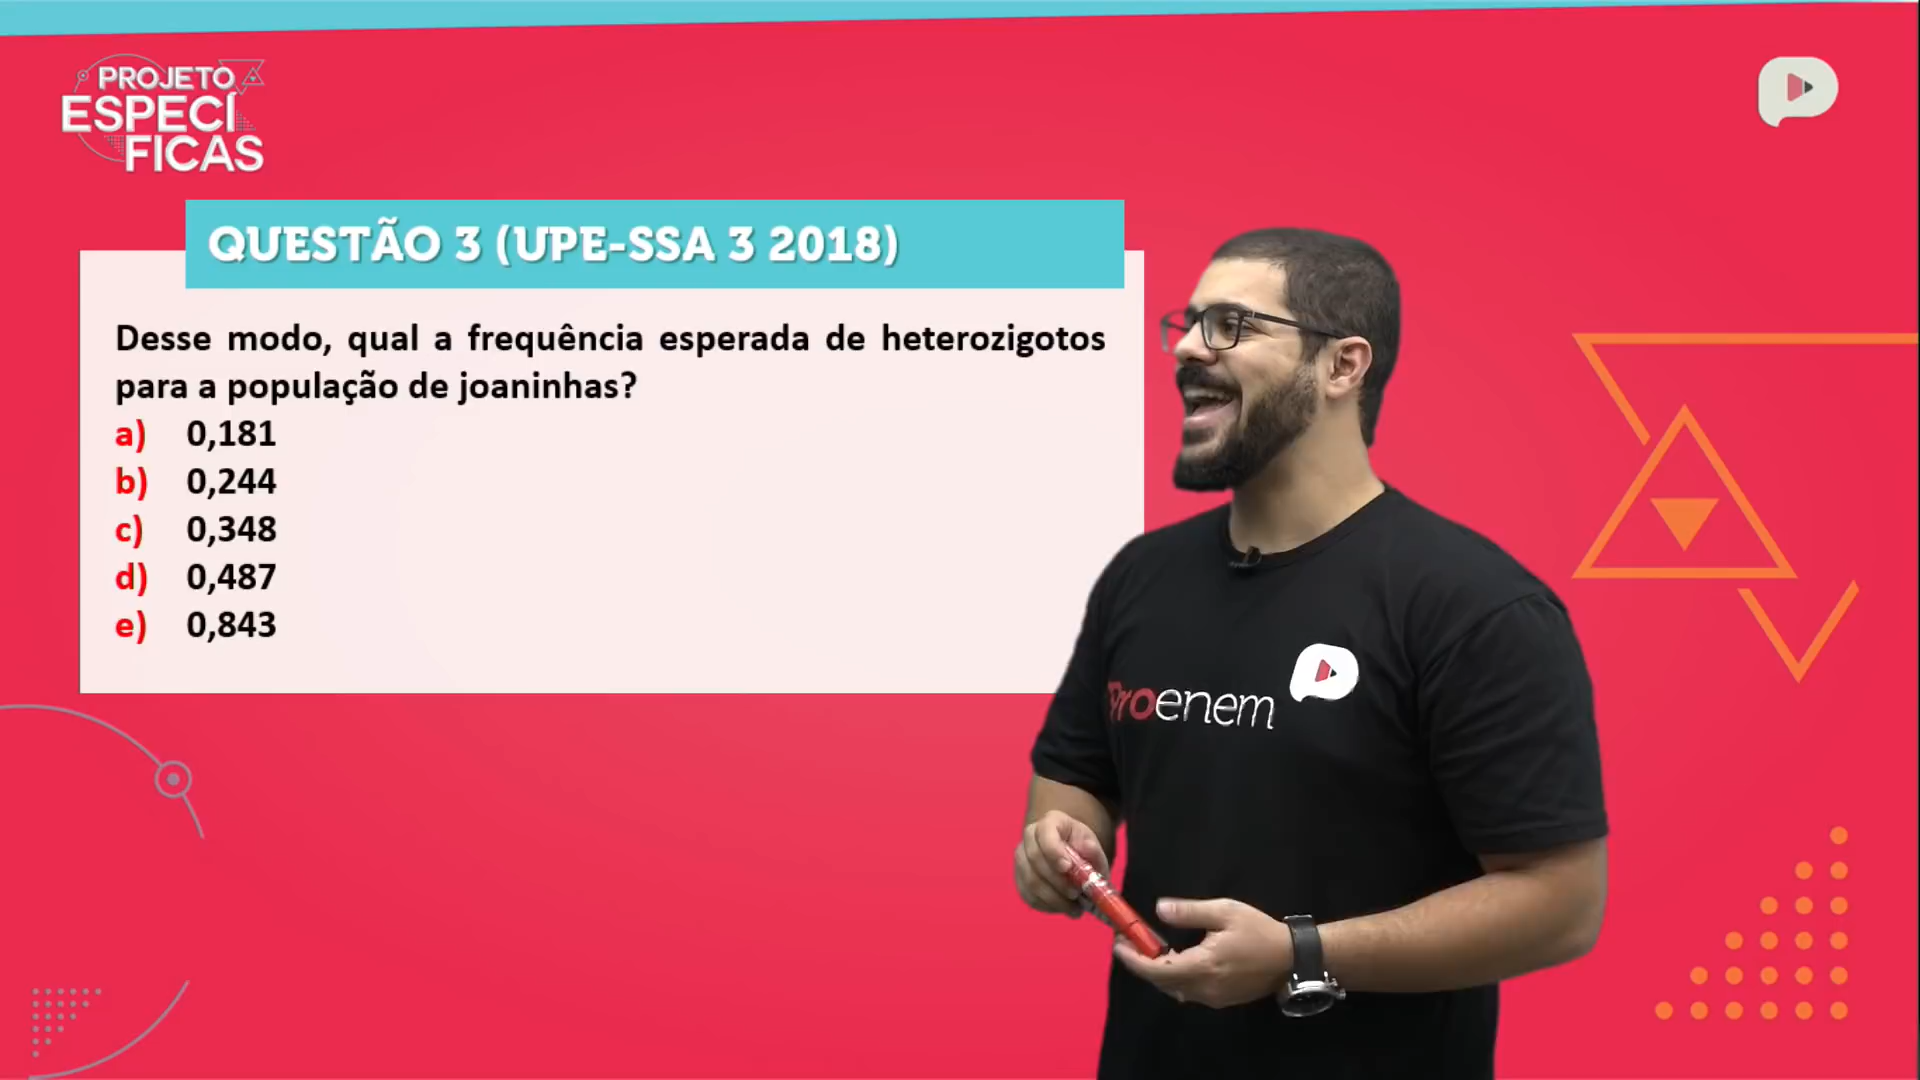 PROJETO
ESPECÍ
FICAS
QUESTÃO 3 (UPE-SSA 3 2018)
Desse modo, qual a frequência esperada de heterozigotos
para a população de joaninhas?
a) 0,181
b) 0,244
c) 0,348
d) 0,487
e) 0,843
Proenem